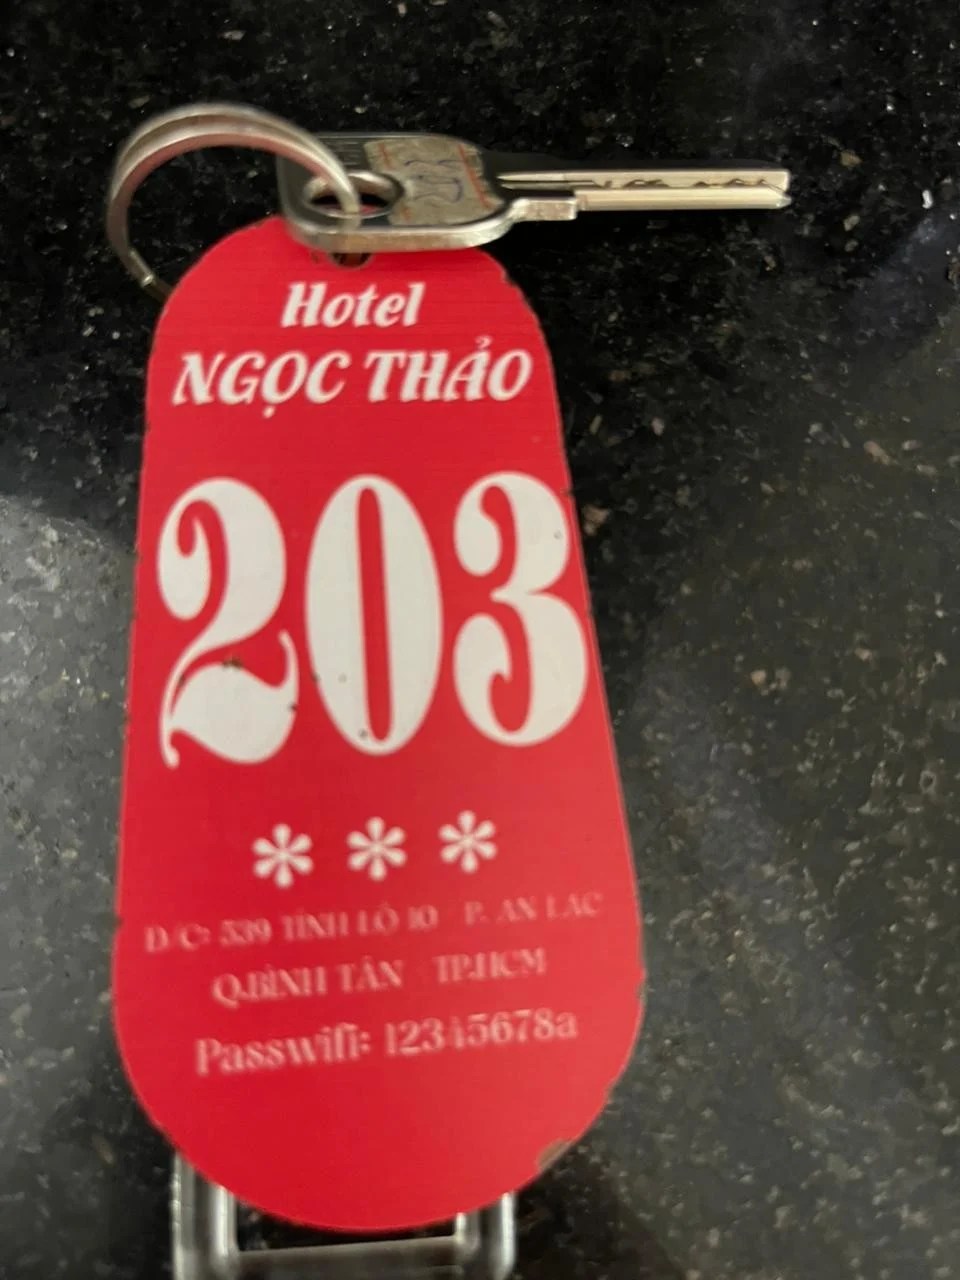 Hotel
NGỌC THẢO
203
***
Đ/C: 539 TỈNH LỘ 10 P. AN LẠC
Q.BÌNH TÂN TP.HCM
Passwifi: 12345678a